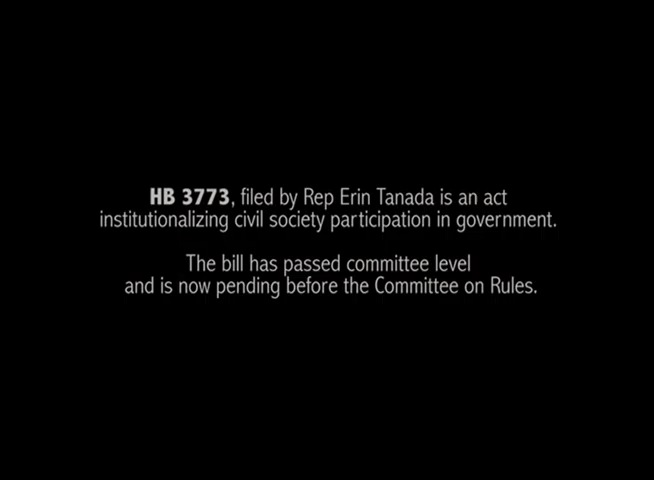 HB 3773, filed by Rep Erin Tanada is an act
institutionalizing civil society participation in government.
The bill has passed committee level
and is now pending before the Committee on Rules.